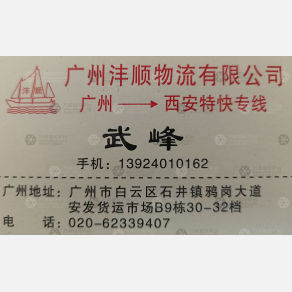 沣顺
广州沣顺物流有限公司
广州 → 西安特快专线
武峰
手机：13924010162
广州地址：广州市白云区石井镇鸦岗大道
安发货运市场B9栋30-32档
电 话：020-62339407